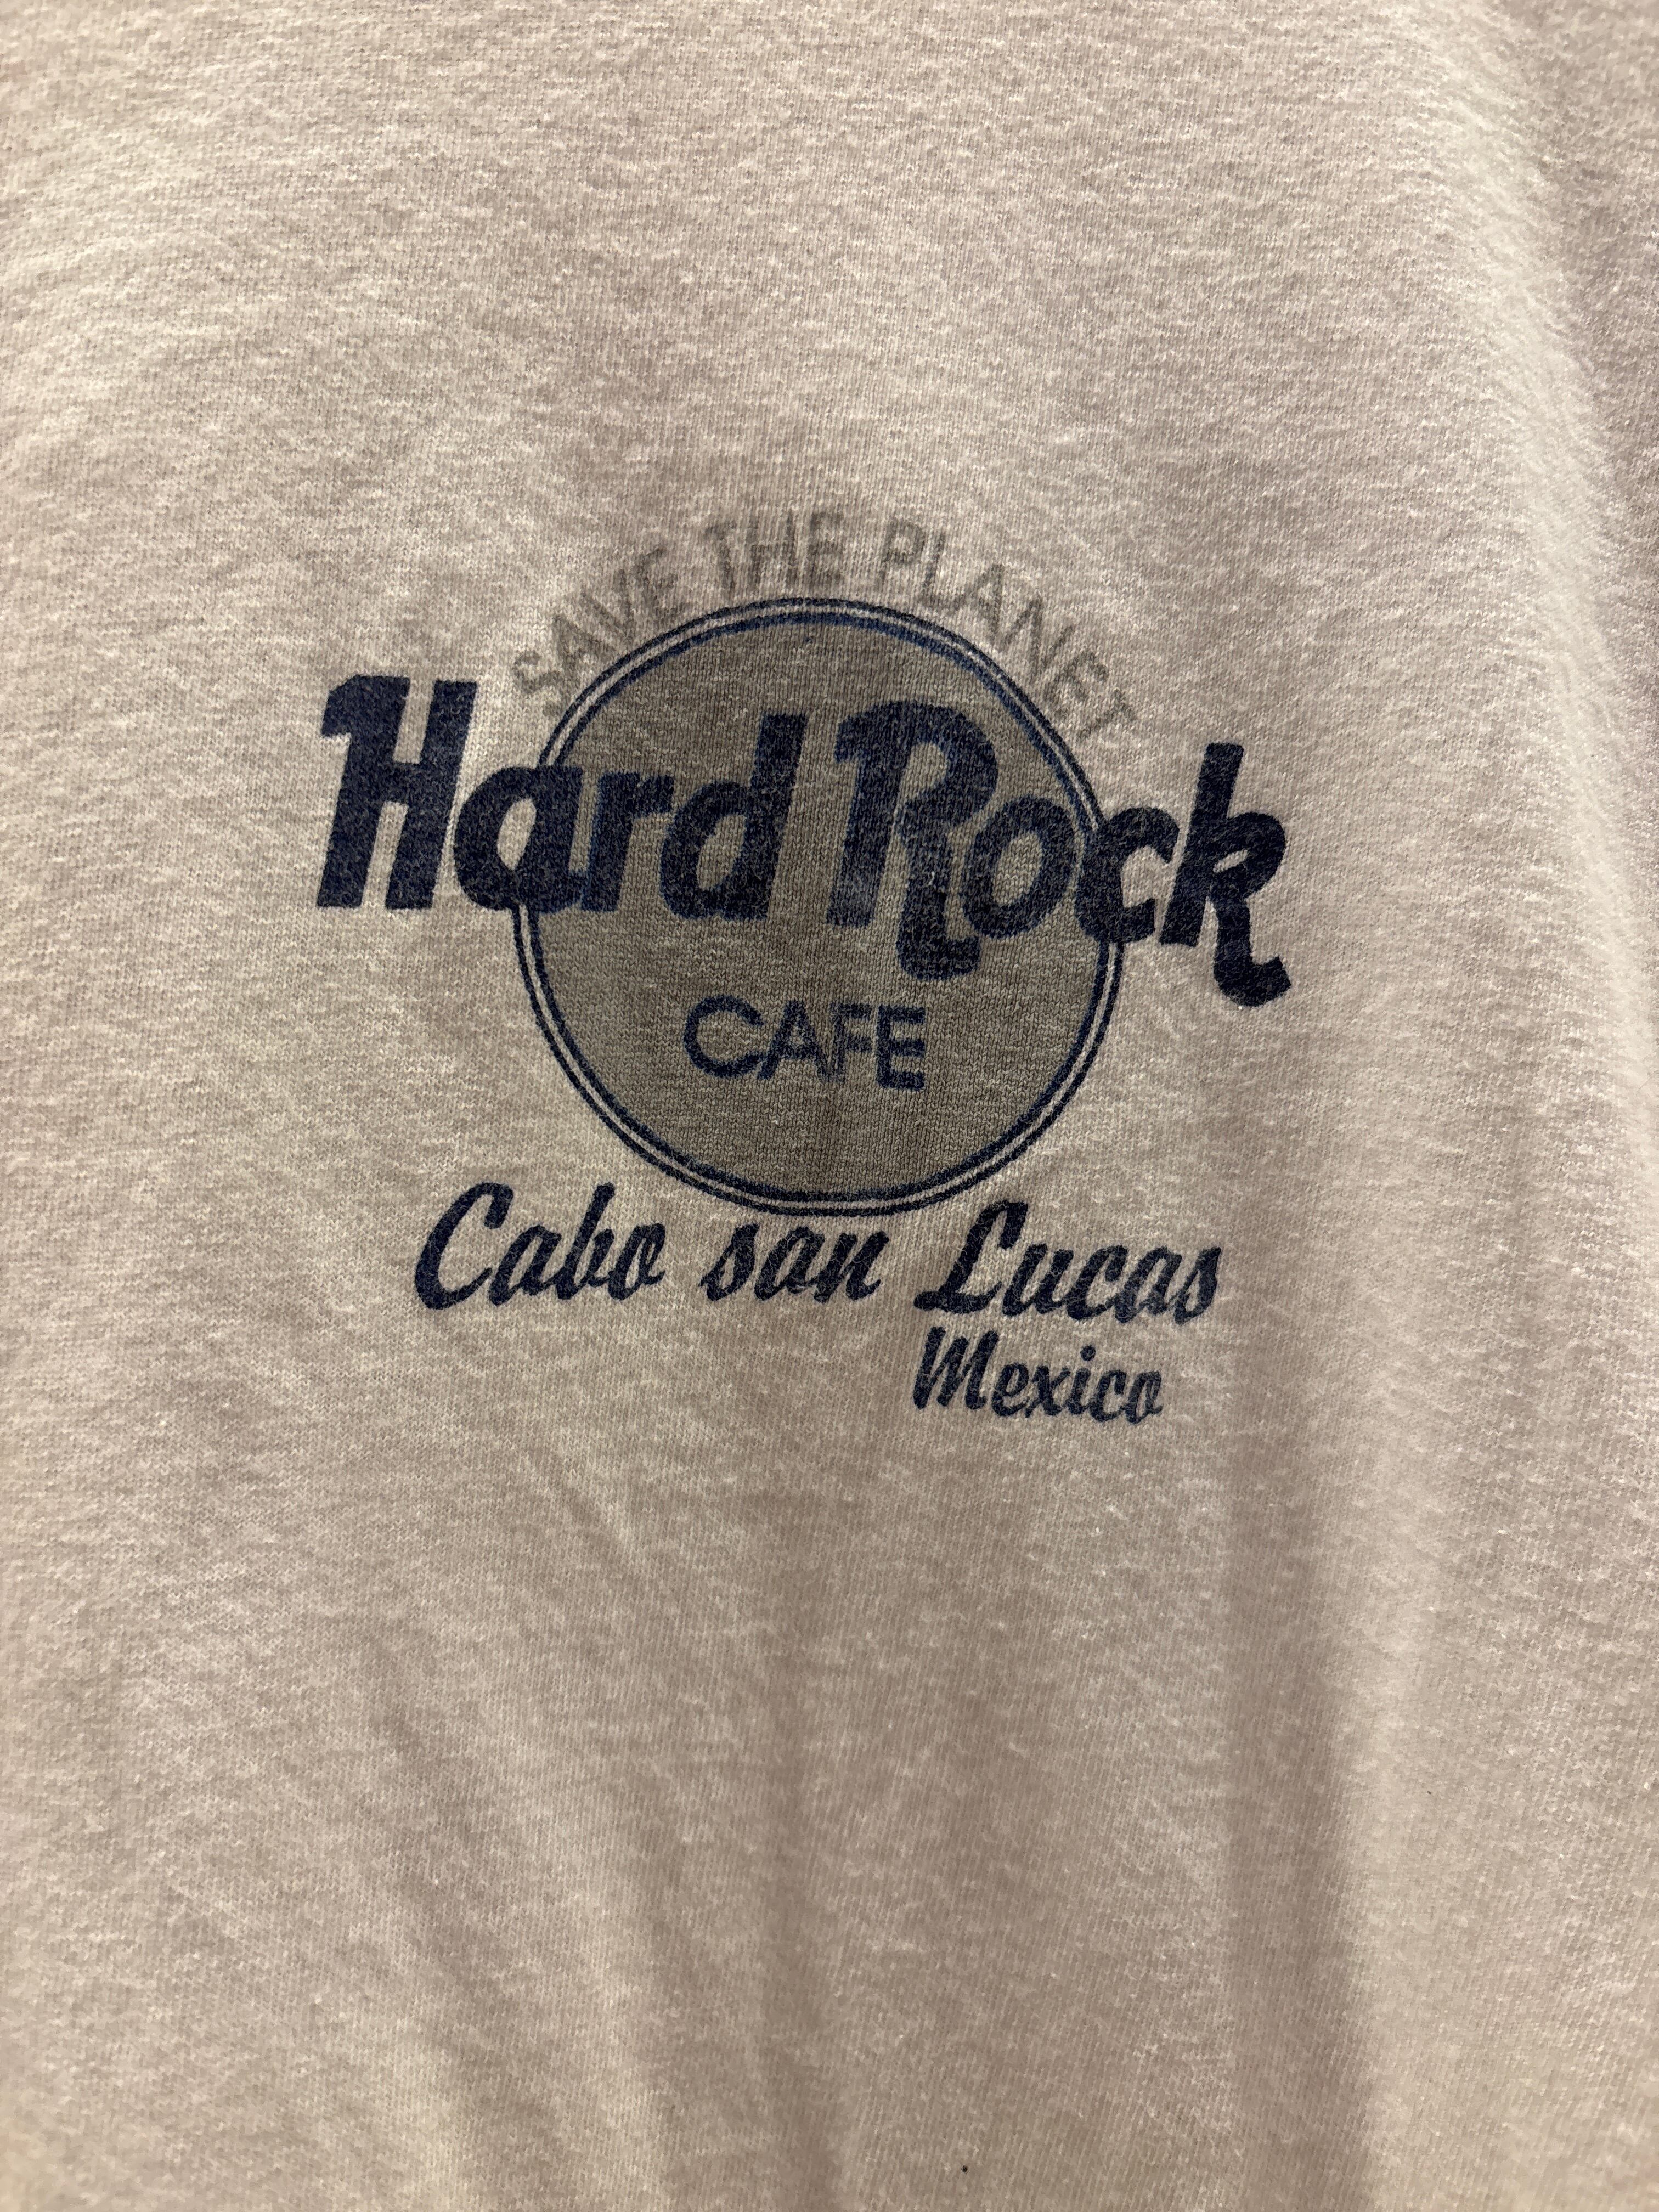 SAVE THE PLANET
Hard Rock
CAFE
Cabo san Lucas
Mexico